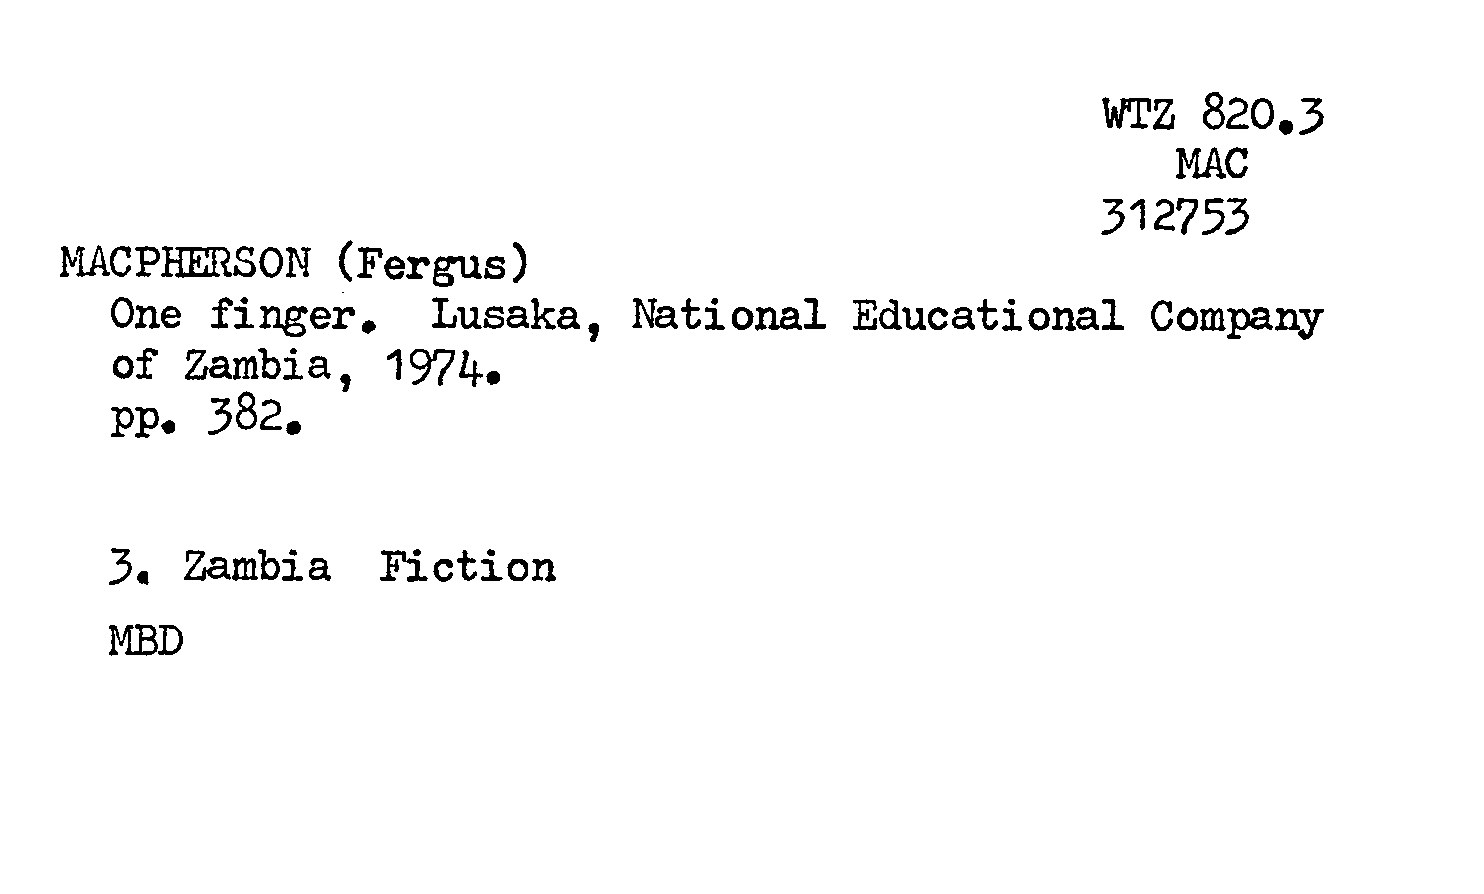 WTZ 820.3
MAC
312753
MACPHERSON (Fergus)
One finger. Lusaka, National Educational Company
of Zambia, 1974.
pp. 382.
3. Zambia Fiction
MBD